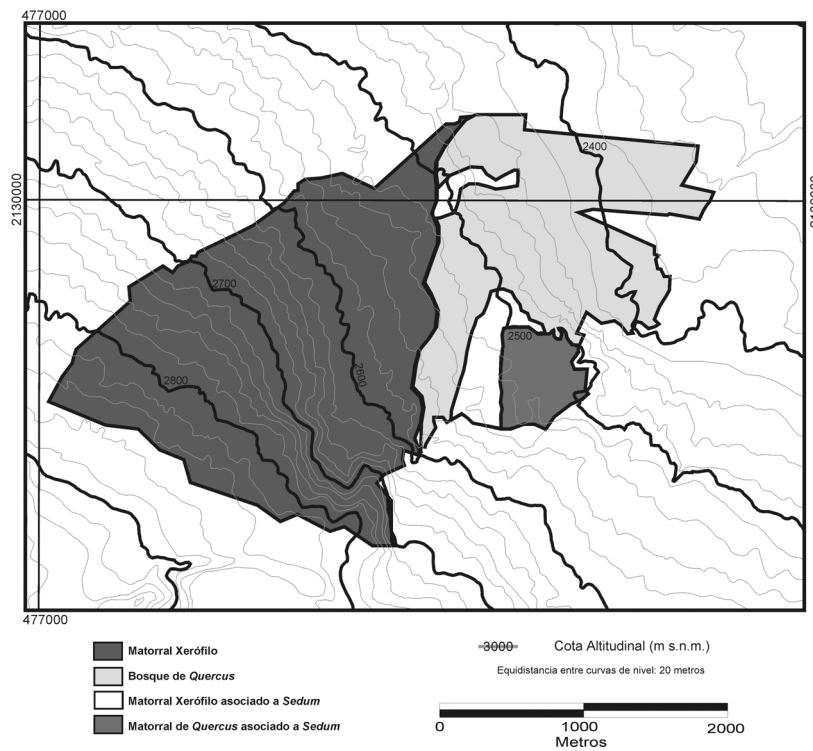 477000
2130000
2400
2700
2600
2500
2800
477000
Matorral Xerófilo
Bosque de Quercus
Matorral Xerófilo asociado a Sedum
Matorral de Quercus asociado a Sedum
3000 Cota Altitudinal (m s.n.m.)
Equidistancia entre curvas de nivel: 20 metros
0 1000 2000
Metros